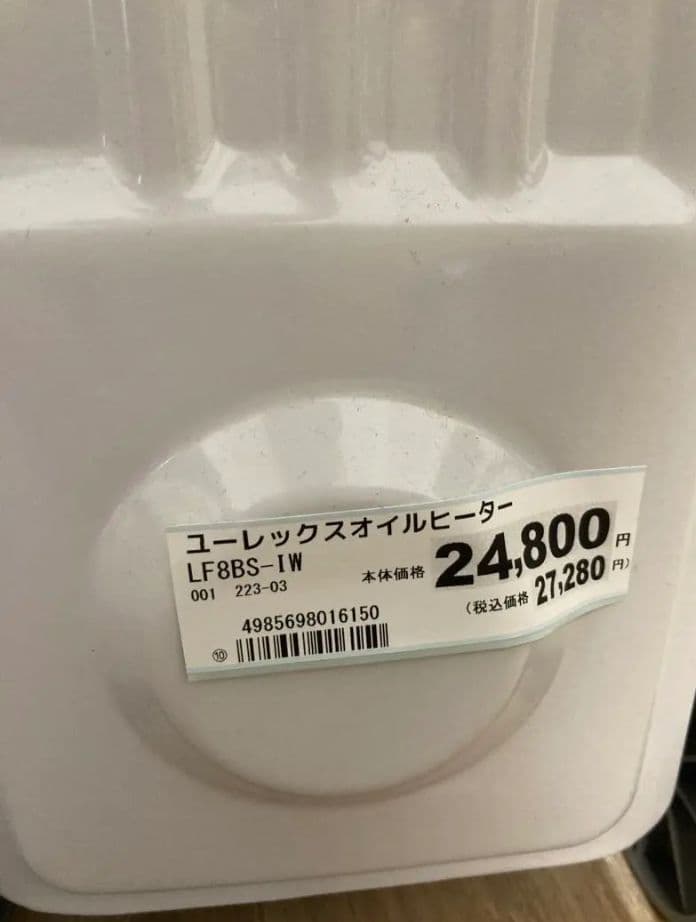 ユーレックスオイルヒーター
LF8BS-IW
001 223-03
本体価格 24,800円
(税込価格 27,280円)
4985698016150
⑩